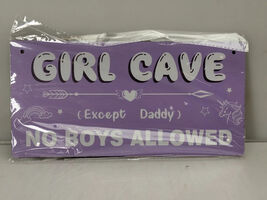 GIRL CAVE
(Except Daddy)
NO BOYS ALLOWED